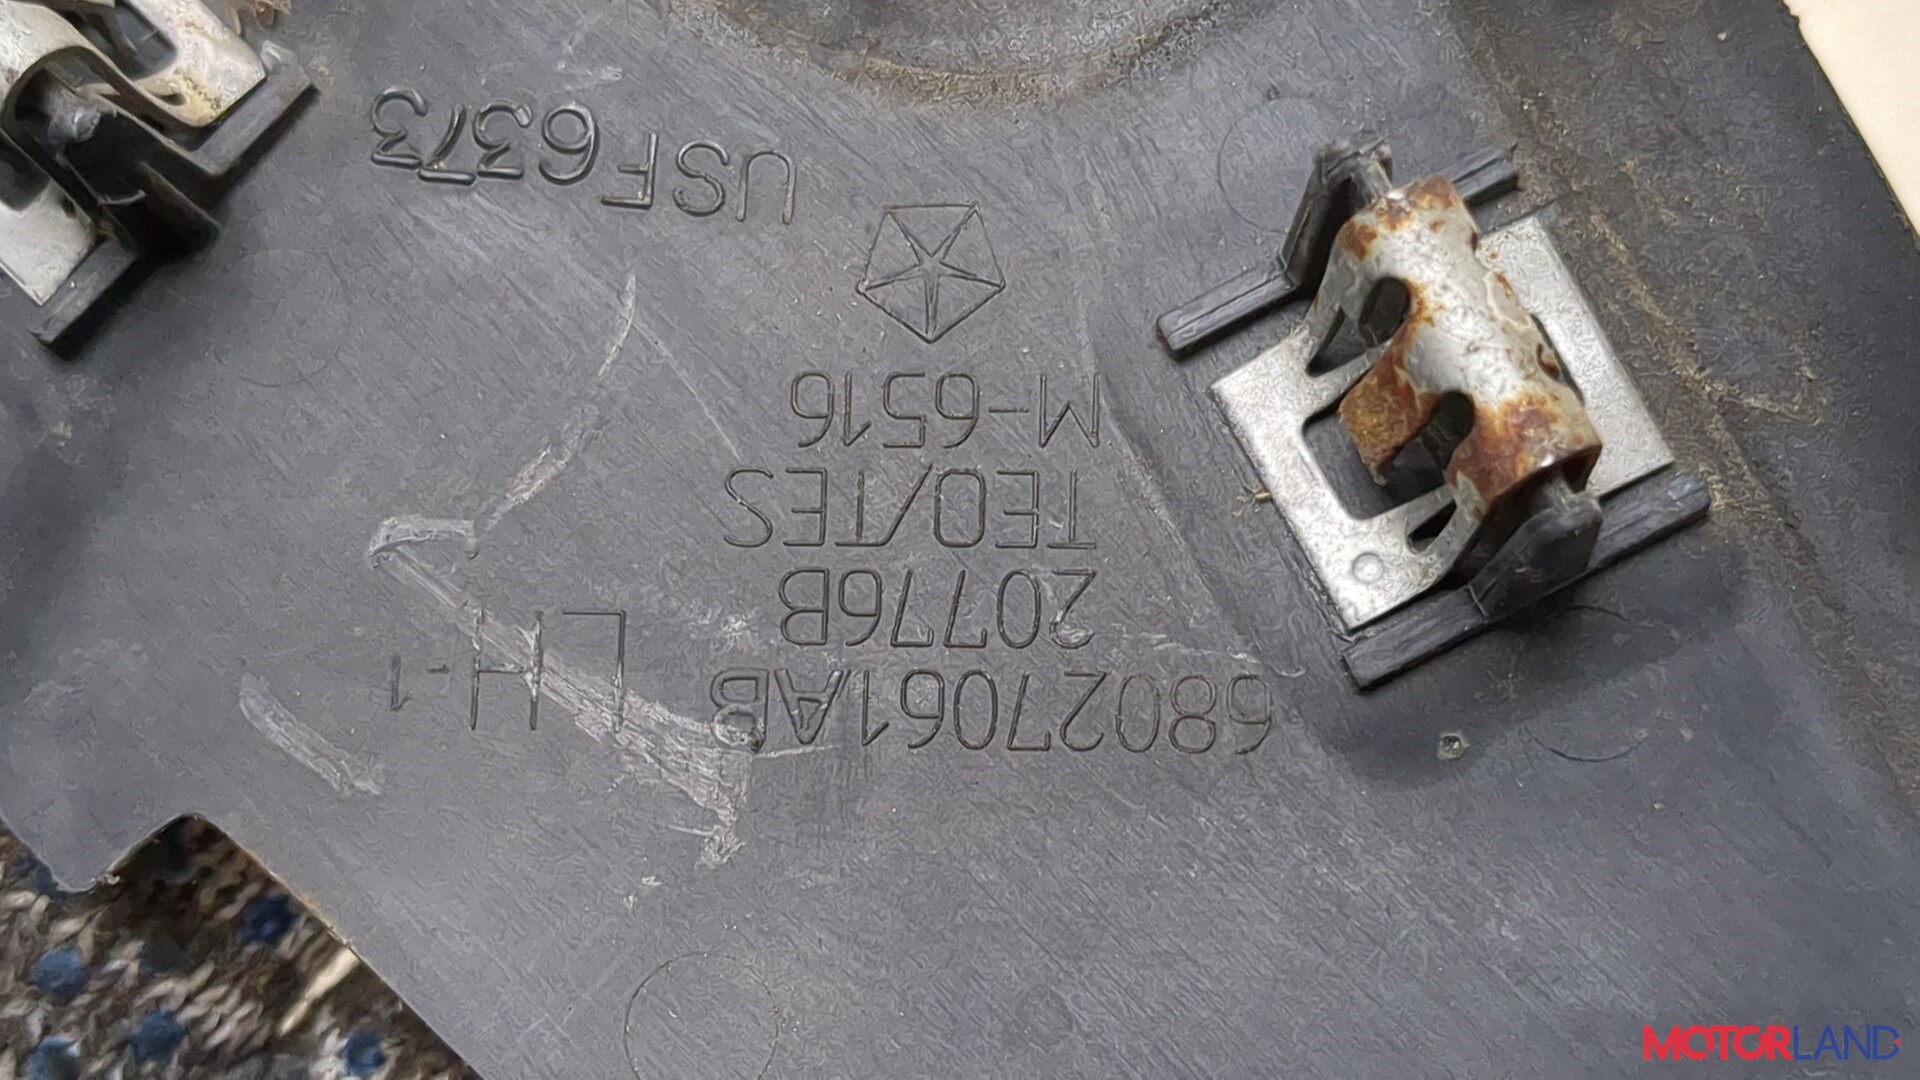 68027061AB
LH-1
20776B
TEO/TES
M-6516
USF6373
MOTORLAND